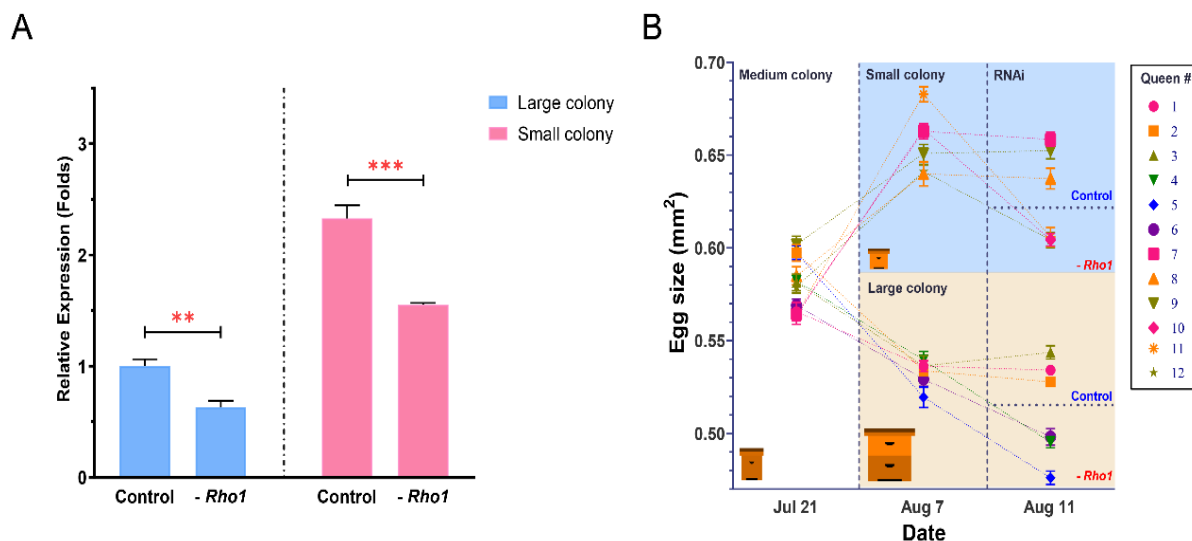 A
Relative Expression (Folds)
3
2
1
0
Large colony
Small colony
**
***
Control
- Rho1
Control
- Rho1
B
Egg size (mm²)
0.70
0.65
0.60
0.55
0.50
Medium colony
Small colony
RNAi
Control
- Rho1
Large colony
Control
- Rho1
Jul 21
Aug 7
Aug 11
Date
Queen #
1
2
3
4
5
6
7
8
9
10
11
12